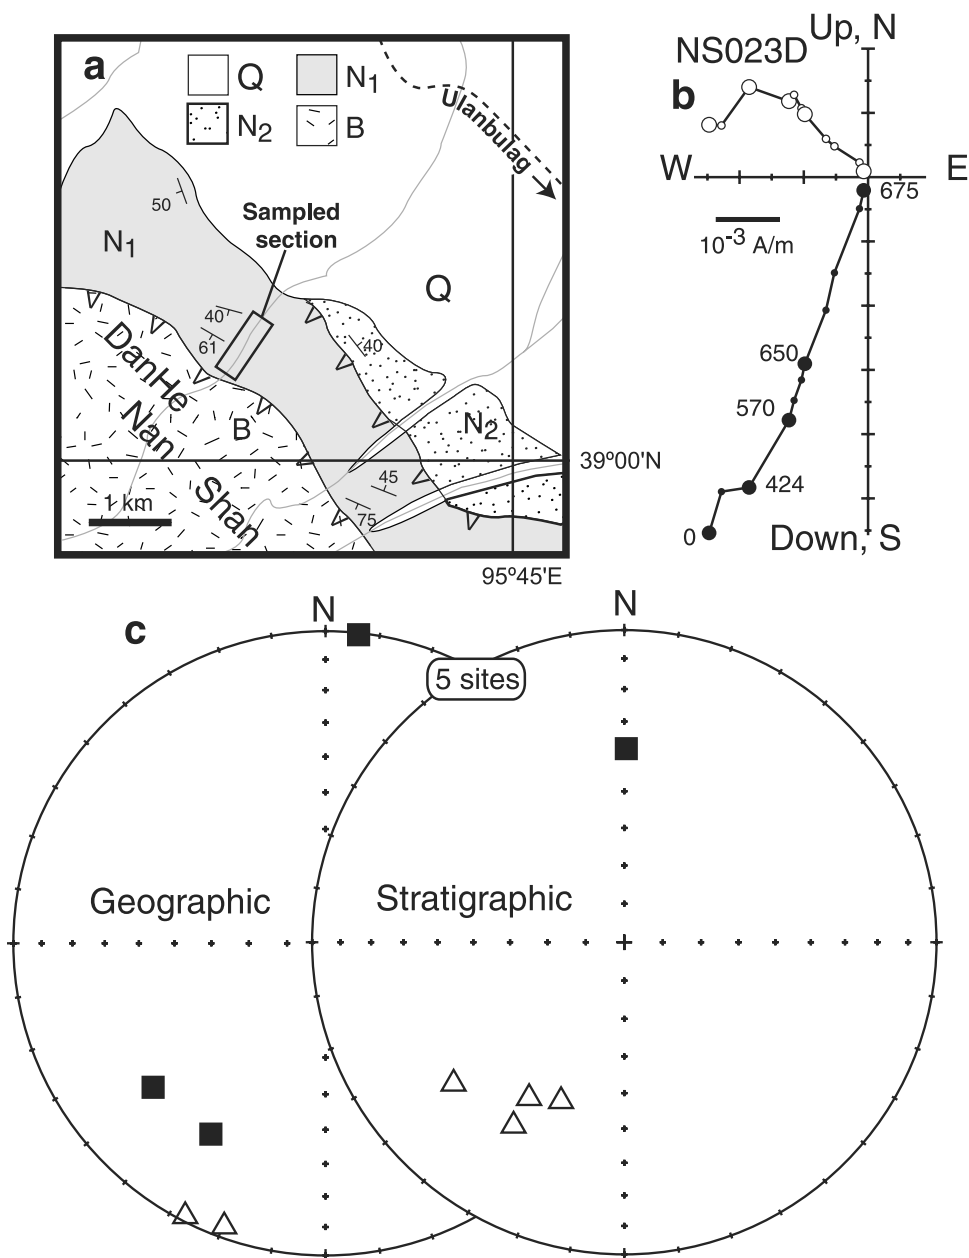 a
Q
N1
N2
B
Ulanbulag
50
Sampled
section
N1
Q
40
61
40
DanHe
Nan
Shan
B
N2
45
75
1 km
39º00'N
95º45'E
b
NS023D
Up, N
W
E
675
10-3 A/m
650
570
424
0
Down, S
c
N
N
5 sites
Geographic
Stratigraphic